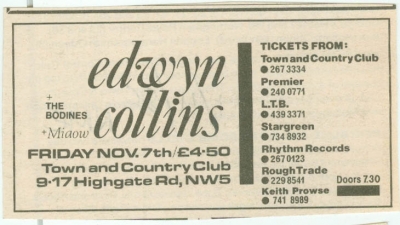 edwyn
collins
+
THE
BODINES
+Miaow
FRIDAY NOV. 7th/£4·50
Town and Country Club
9·17 Highgate Rd, NW5
TICKETS FROM:
Town and Country Club
● 267 3334
Premier
● 240 0771
L.T.B.
● 439 3371
Stargreen
● 734 8932
Rhythm Records
● 267 0123
Rough Trade
● 229 8541
Doors 7.30
Keith Prowse
● 741 8989